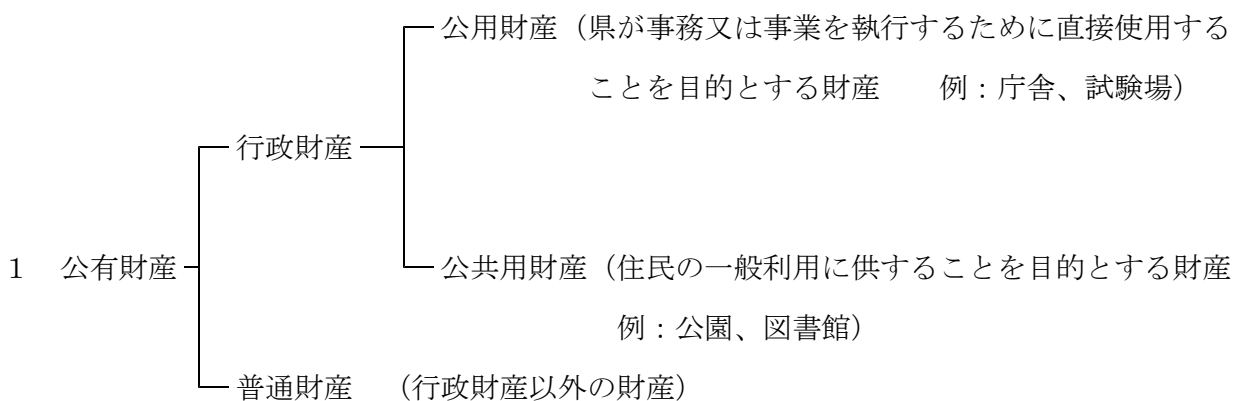 公用財産（県が事務又は事業を執行するために直接使用する
ことを目的とする財産　　例：庁舎、試験場）
行政財産
1　公有財産
公共用財産（住民の一般利用に供することを目的とする財産
例：公園、図書館）
普通財産　（行政財産以外の財産）